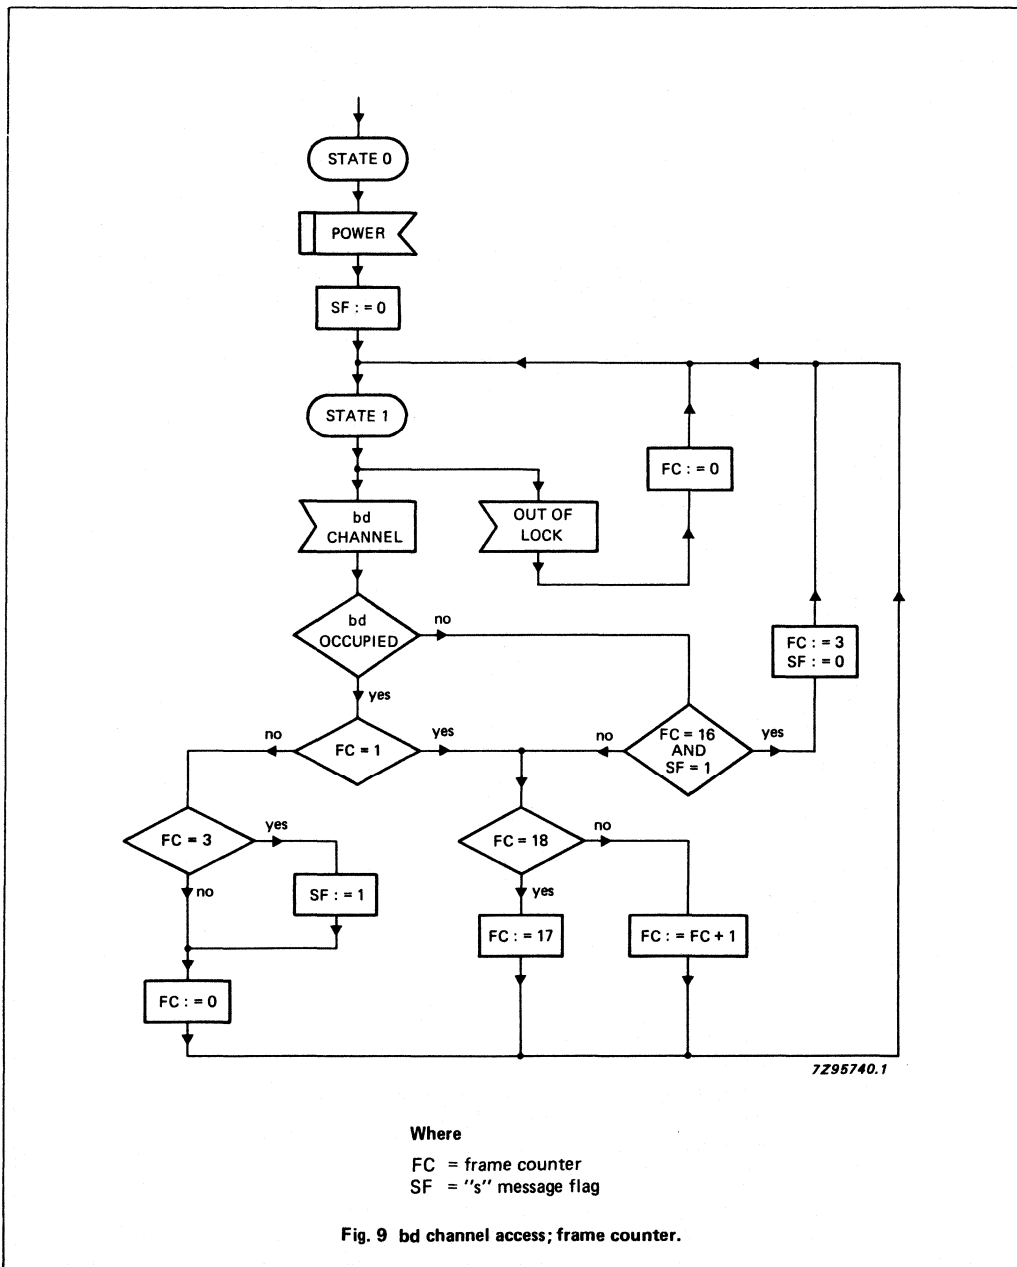 STATE 0
POWER
SF : = 0
STATE 1
FC : = 0
bd
CHANNEL
OUT OF
LOCK
bd
OCCUPIED
no
yes
FC : = 3
SF : = 0
no
FC = 1
yes
no
FC = 16
AND
SF = 1
yes
FC = 3
yes
no
SF : = 1
FC = 18
no
yes
FC : = 17
FC : = FC + 1
FC : = 0
7Z95740.1
Where
FC = frame counter
SF = "s" message flag
Fig. 9 bd channel access; frame counter.